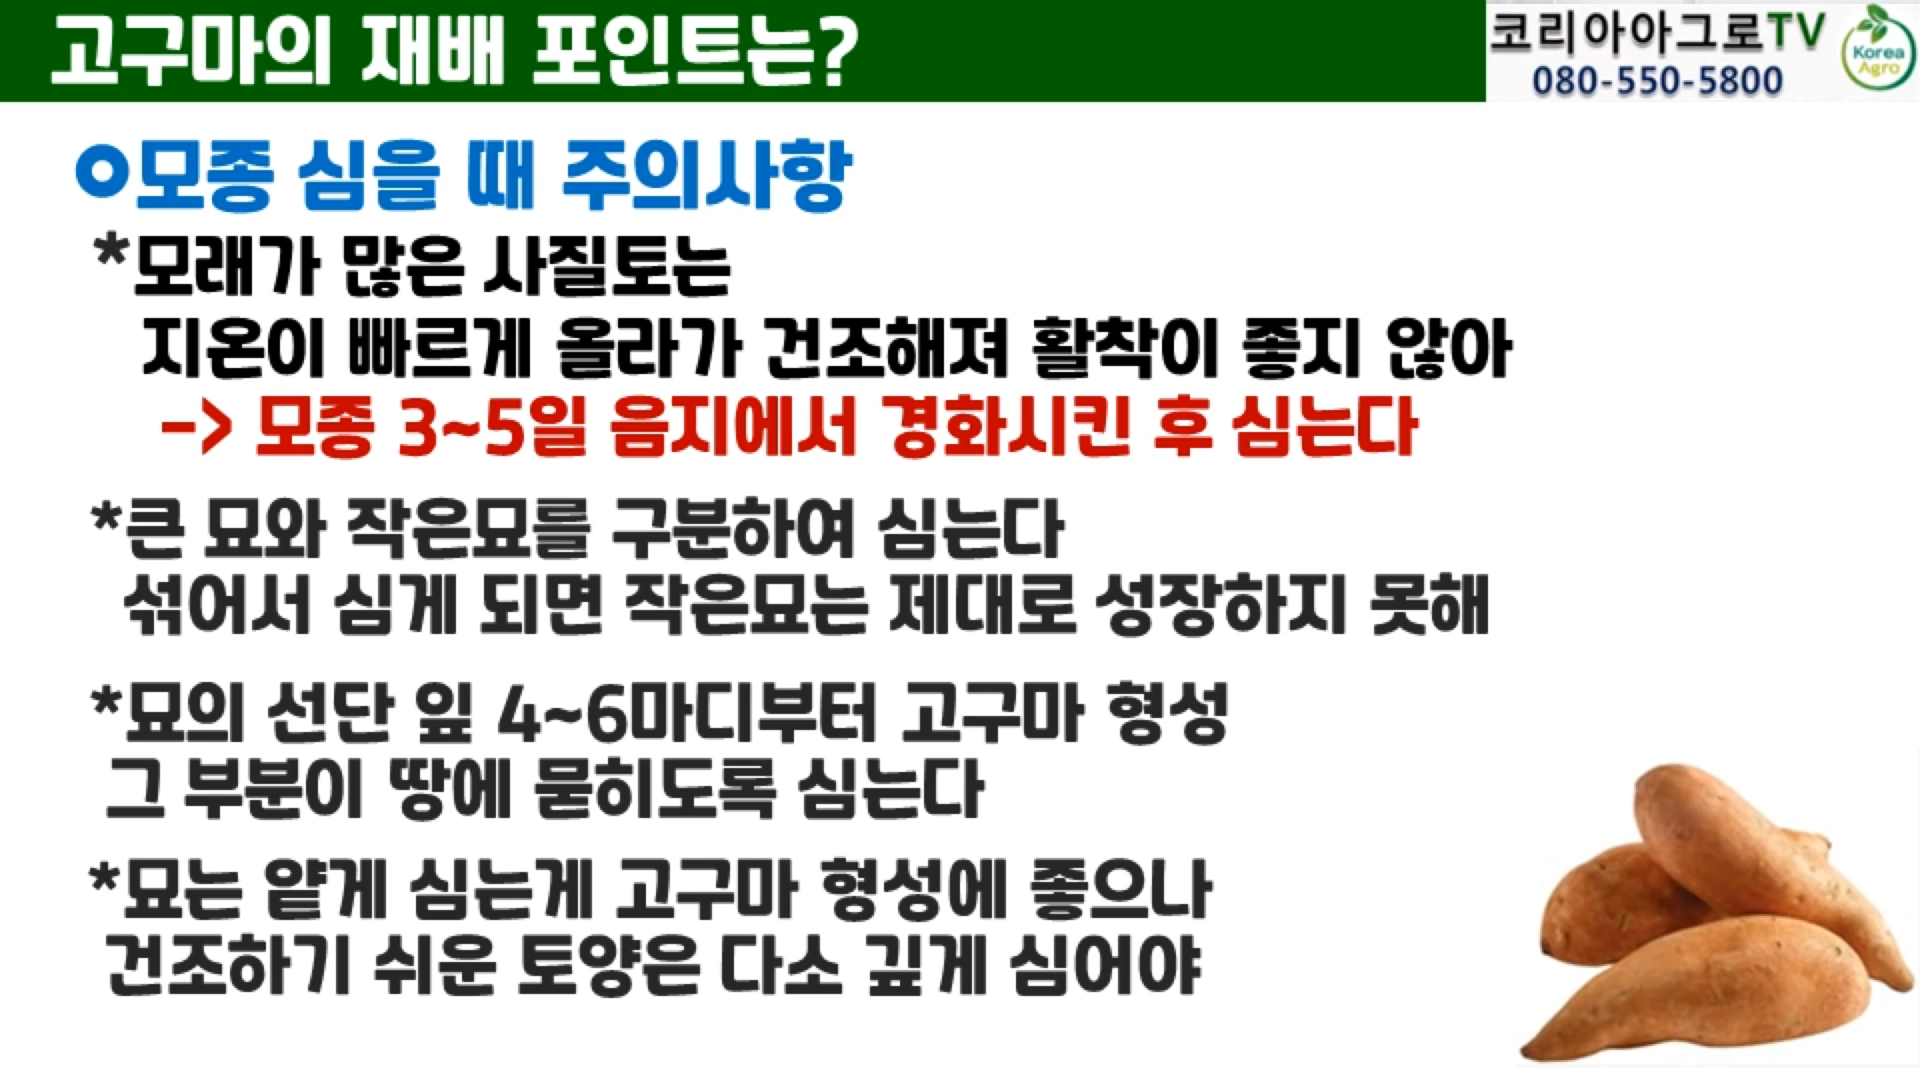 고구마의 재배 포인트는?
코리아아그로TV
080-550-5800
Korea
Agro
o모종 심을 때 주의사항
*모래가 많은 사질토는
지온이 빠르게 올라가 건조해져 활착이 좋지 않아
-> 모종 3~5일 음지에서 경화시킨 후 심는다
*큰 묘와 작은묘를 구분하여 심는다
섞어서 심게 되면 작은묘는 제대로 성장하지 못해
*묘의 선단 잎 4~6마디부터 고구마 형성
그 부분이 땅에 묻히도록 심는다
*묘는 얕게 심는게 고구마 형성에 좋으나
건조하기 쉬운 토양은 다소 깊게 심어야